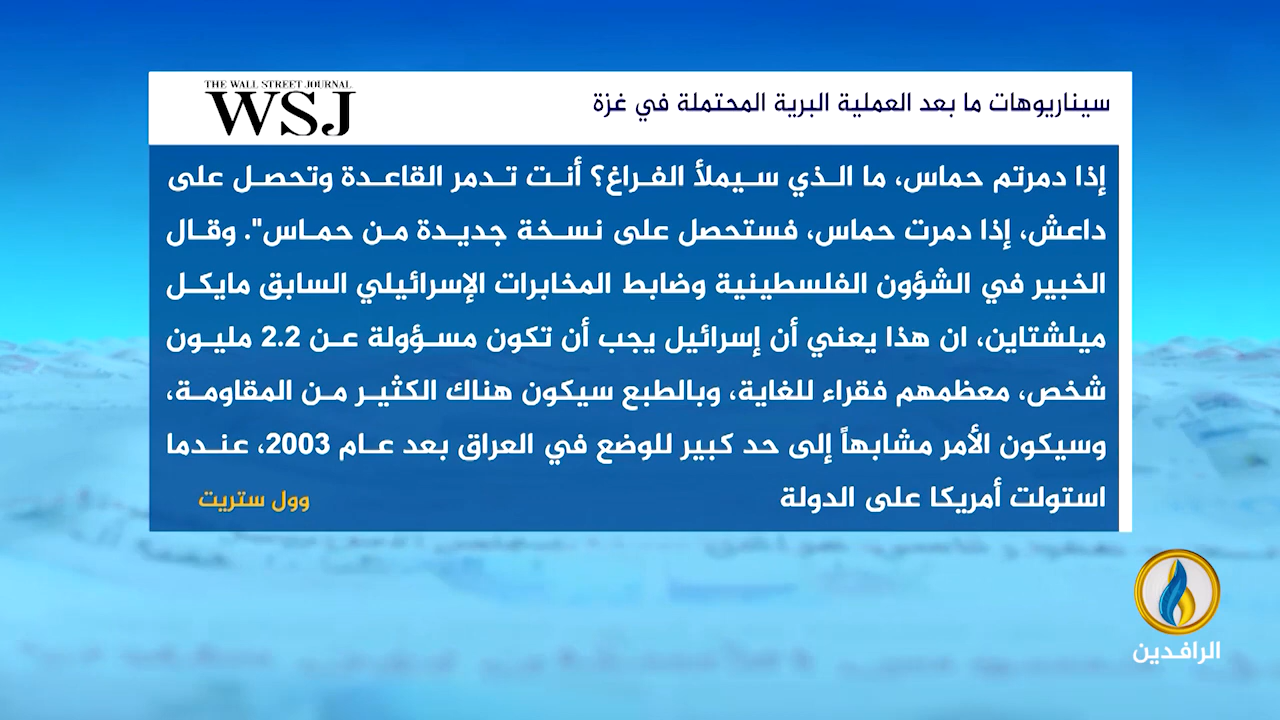 THE WALL STREET JOURNAL.
WSJ
سيناريوهات ما بعد العملية البرية المحتملة في غزة
إذا دمرتم حماس، ما الذي سيملأ الفراغ؟ أنت تدمر القاعدة وتحصل على
داعش، إذا دمرت حماس، فستحصل على نسخة جديدة من حماس". وقال
الخبير في الشؤون الفلسطينية وضابط المخابرات الإسرائيلي السابق مايكل
ميلشتاين، ان هذا يعني أن إسرائيل يجب أن تكون مسؤولة عن 2.2 مليون
شخص، معظمهم فقراء للغاية، وبالطبع سيكون هناك الكثير من المقاومة،
وسيكون الأمر مشابهاً إلى حد كبير للوضع في العراق بعد عام 2003، عندما
استولت أمريكا على الدولة
وول ستريت
الرافدين